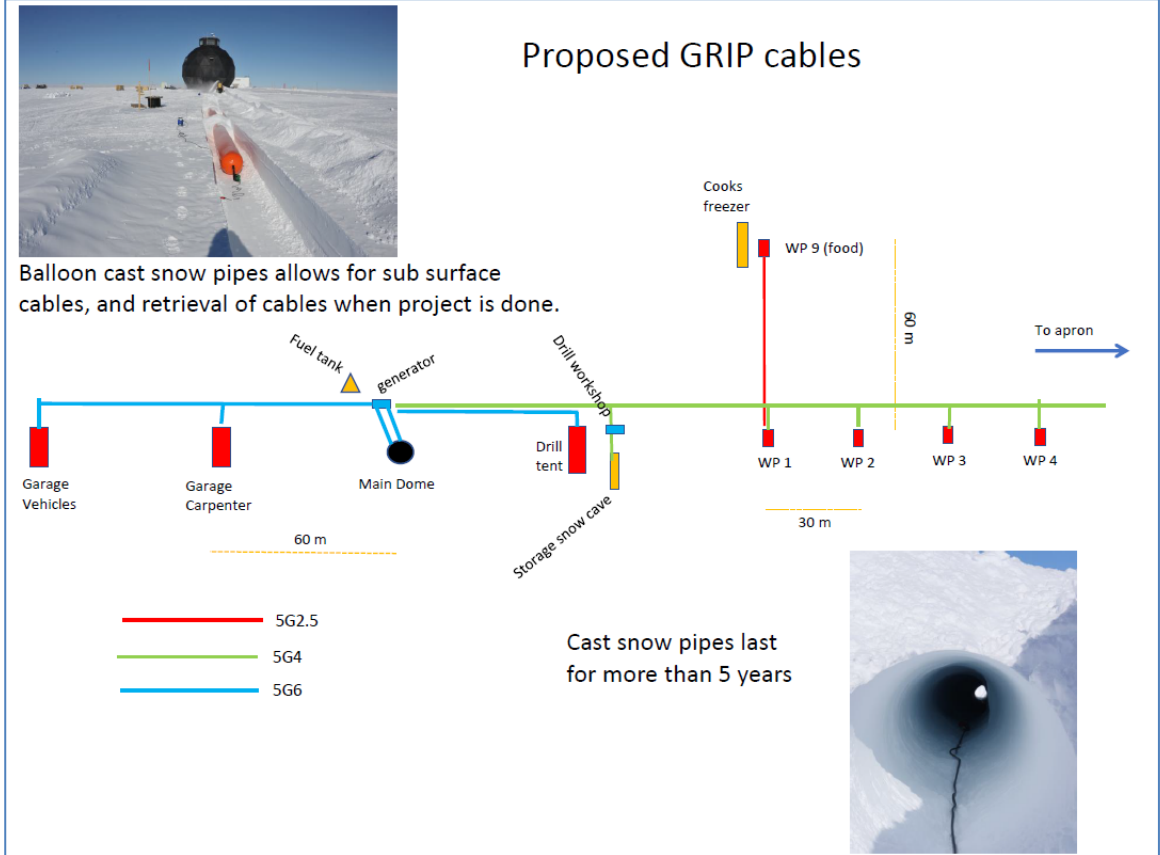 Proposed GRIP cables
Balloon cast snow pipes allows for sub surface
cables, and retrieval of cables when project is done.
Cooks
freezer
WP 9 (food)
60 m
To apron
Fuel tank
generator
Drill workshop
Garage
Vehicles
Garage
Carpenter
Main Dome
Drill
tent
Storage snow cave
WP 1
WP 2
WP 3
WP 4
30 m
60 m
5G2.5
5G4
5G6
Cast snow pipes last
for more than 5 years